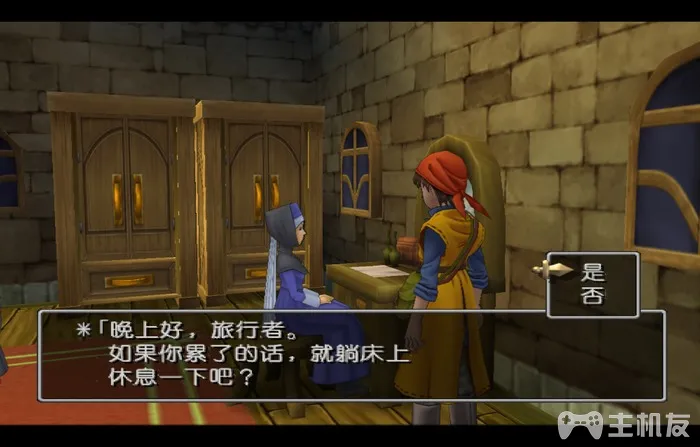 是
否
*「晚上好，旅行者。
如果你累了的话，就躺床上
休息一下吧？
主机友